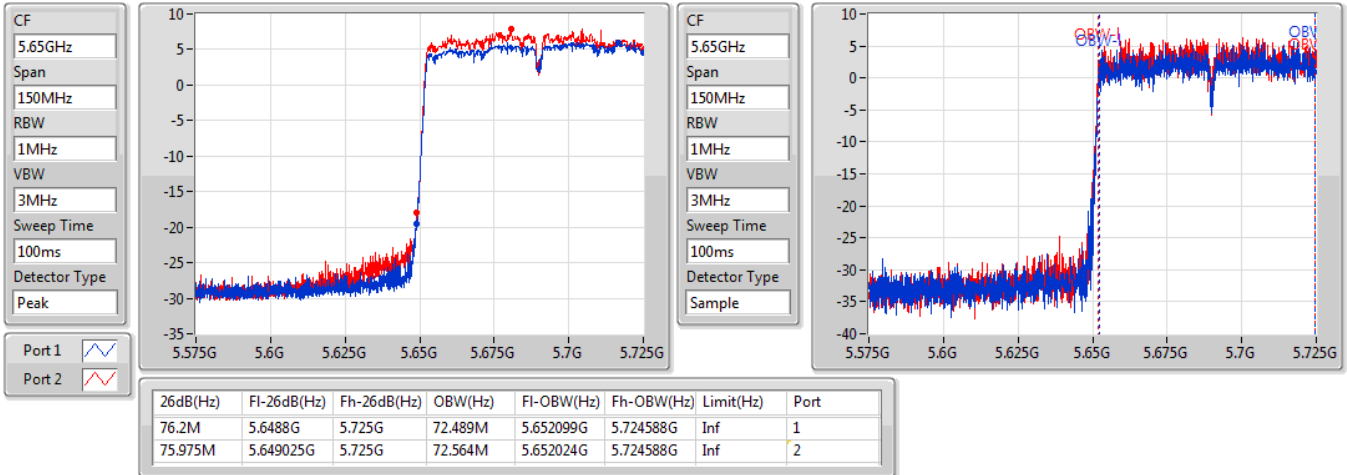 CF
5.65GHz
Span
150MHz
RBW
1MHz
VBW
3MHz
Sweep Time
100ms
Detector Type
Peak
10
5
0
-5
-10
-15
-20
-25
-30
-35
5.575G 5.6G 5.625G 5.65G 5.675G 5.7G 5.725G
CF
5.65GHz
Span
150MHz
RBW
1MHz
VBW
3MHz
Sweep Time
100ms
Detector Type
Sample
10
5
0
-5
-10
-15
-20
-25
-30
-35
-40
OBW-l
OBW-l
OBW
OBW
5.575G 5.6G 5.625G 5.65G 5.675G 5.7G 5.725G
Port 1
Port 2
26dB(Hz) Fl-26dB(Hz) Fh-26dB(Hz) OBW(Hz) Fl-OBW(Hz) Fh-OBW(Hz) Limit(Hz) Port
76.2M 5.6488G 5.725G 72.489M 5.652099G 5.724588G Inf 1
75.975M 5.649025G 5.725G 72.564M 5.652024G 5.724588G Inf 2